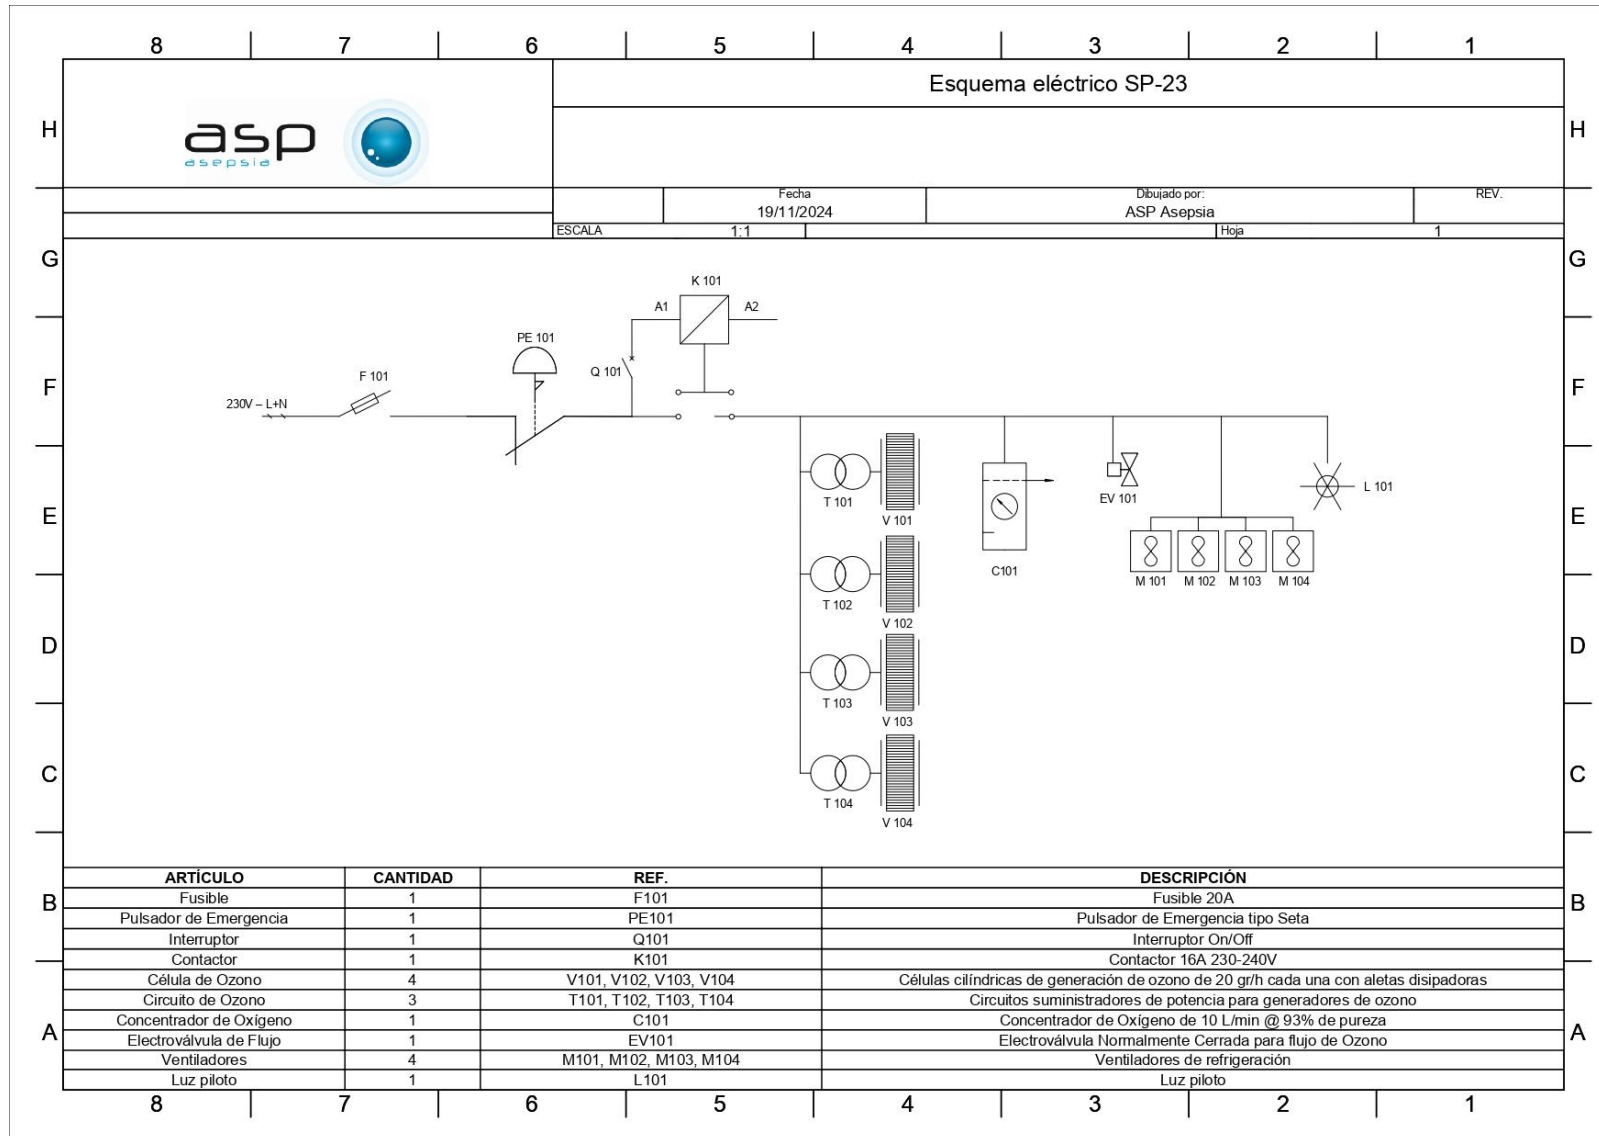 8 7 6 5 4 3 2 1
Esquema eléctrico SP-23
asp
asepsia
H H
Fecha
19/11/2024
Dibujado por:
ASP Asepsia
REV.
ESCALA 1:1 Hoja 1
G G
K 101
A1 A2
PE 101
Q 101
F 101
F F
230V – L+N
T 101
V 101
C101
EV 101
L 101
E E
M 101 M 102 M 103 M 104
T 102
V 102
D D
T 103
V 103
C C
T 104
V 104
ARTÍCULO CANTIDAD REF. DESCRIPCIÓN
B B
Fusible 1 F101 Fusible 20A
Pulsador de Emergencia 1 PE101 Pulsador de Emergencia tipo Seta
Interruptor 1 Q101 Interruptor On/Off
Contactor 1 K101 Contactor 16A 230-240V
Célula de Ozono 4 V101, V102, V103, V104 Células cilíndricas de generación de ozono de 20 gr/h cada una con aletas disipadoras
Circuito de Ozono 3 T101, T102, T103, T104 Circuitos suministradores de potencia para generadores de ozono
Concentrador de Oxígeno 1 C101 Concentrador de Oxígeno de 10 L/min @ 93% de pureza
A A
Electroválvula de Flujo 1 EV101 Electroválvula Normalmente Cerrada para flujo de Ozono
Ventiladores 4 M101, M102, M103, M104 Ventiladores de refrigeración
Luz piloto 1 L101 Luz piloto
8 7 6 5 4 3 2 1